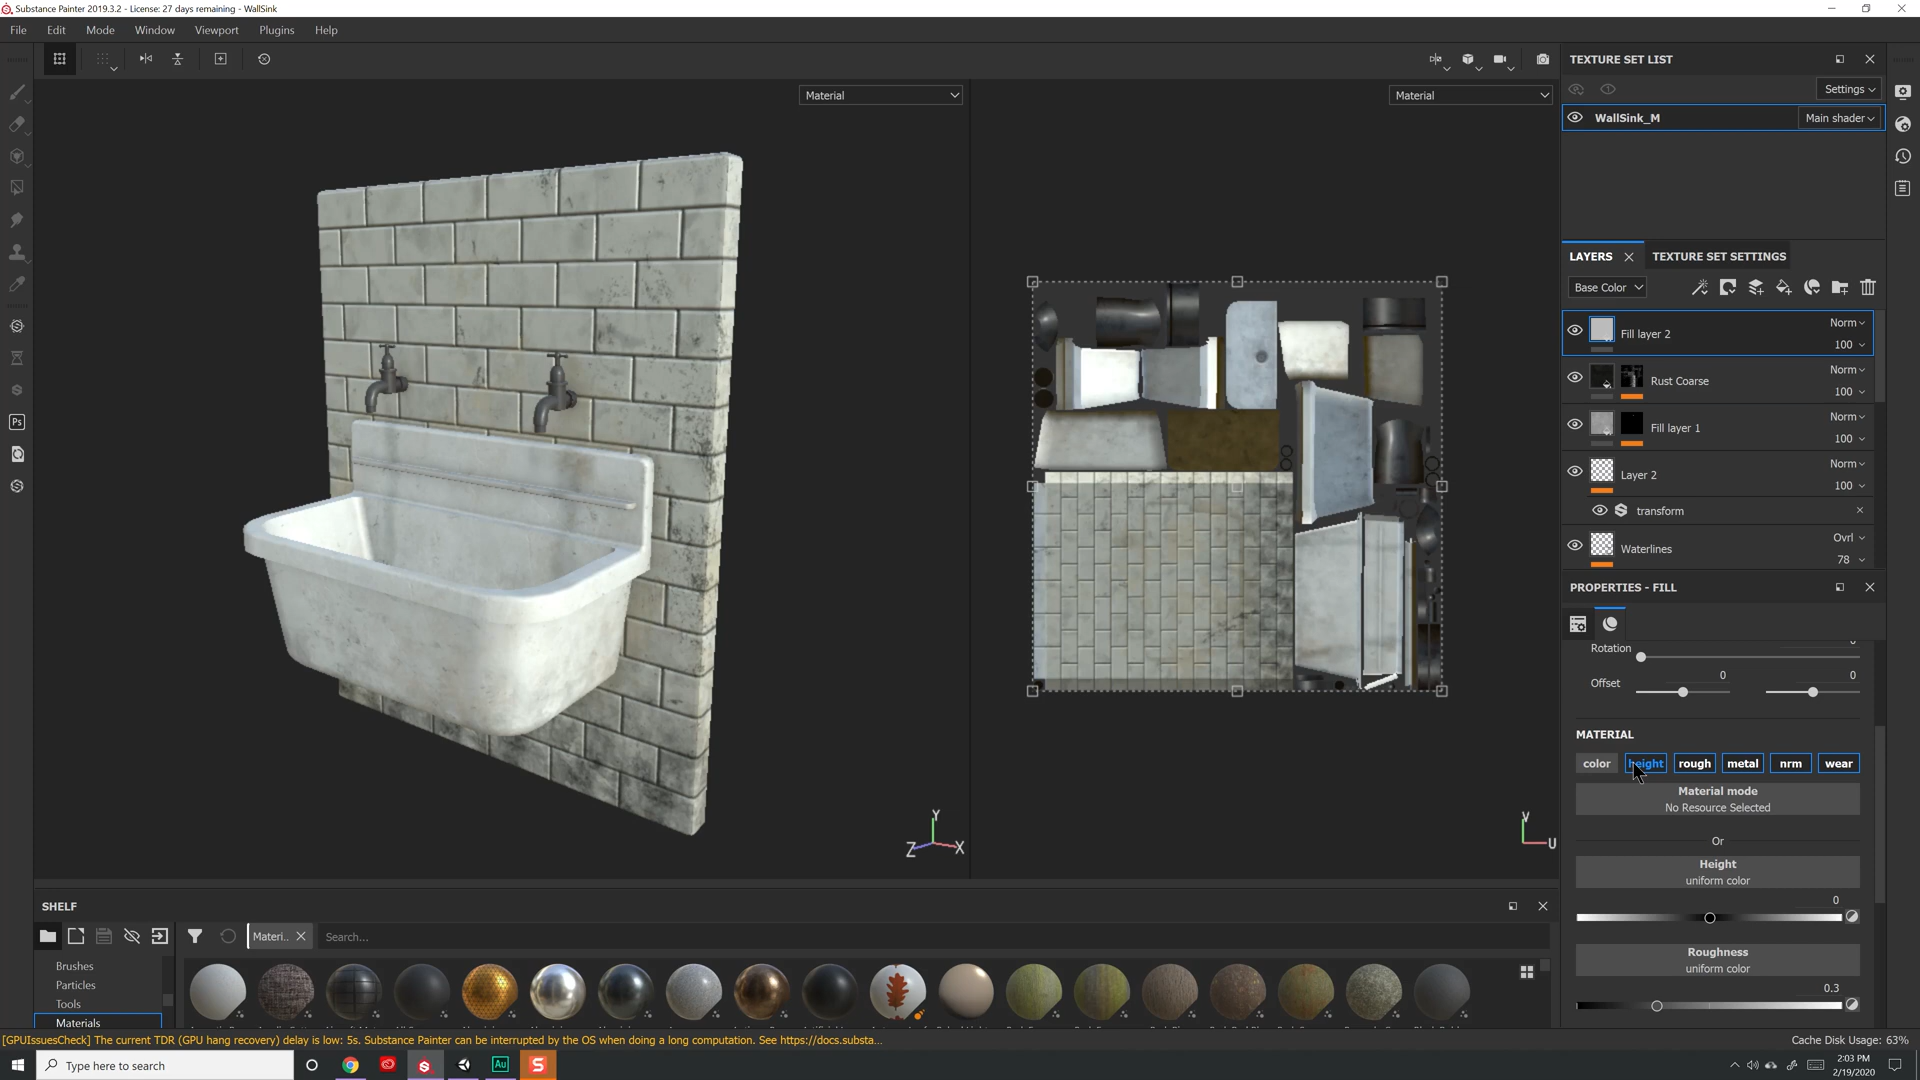 Substance Painter 2019.3.2 - License: 27 days remaining - WallSink
File Edit Mode Window Viewport Plugins Help
Material
Material
TEXTURE SET LIST
Settings
WallSink_M
Main shader
LAYERS
TEXTURE SET SETTINGS
Base Color
Fill layer 2
Norm
100
Rust Coarse
Norm
100
Fill layer 1
Norm
100
Layer 2
Norm
100
transform
Waterlines
Ovrl
78
PROPERTIES - FILL
Rotation
Offset
0
0
MATERIAL
color height rough metal nrm wear
Material mode
No Resource Selected
Or
Height
uniform color
0
Roughness
uniform color
0.3
Y
Z
X
V
U
Ps
SHELF
Materi..
Search...
Brushes
Particles
Tools
Materials
[GPUIssuesCheck] The current TDR (GPU hang recovery) delay is low: 5s. Substance Painter can be interrupted by the OS when doing a long computation. See https://docs.substa...
Cache Disk Usage: 63%
Type here to search
Au
S
2:03 PM
2/19/2020